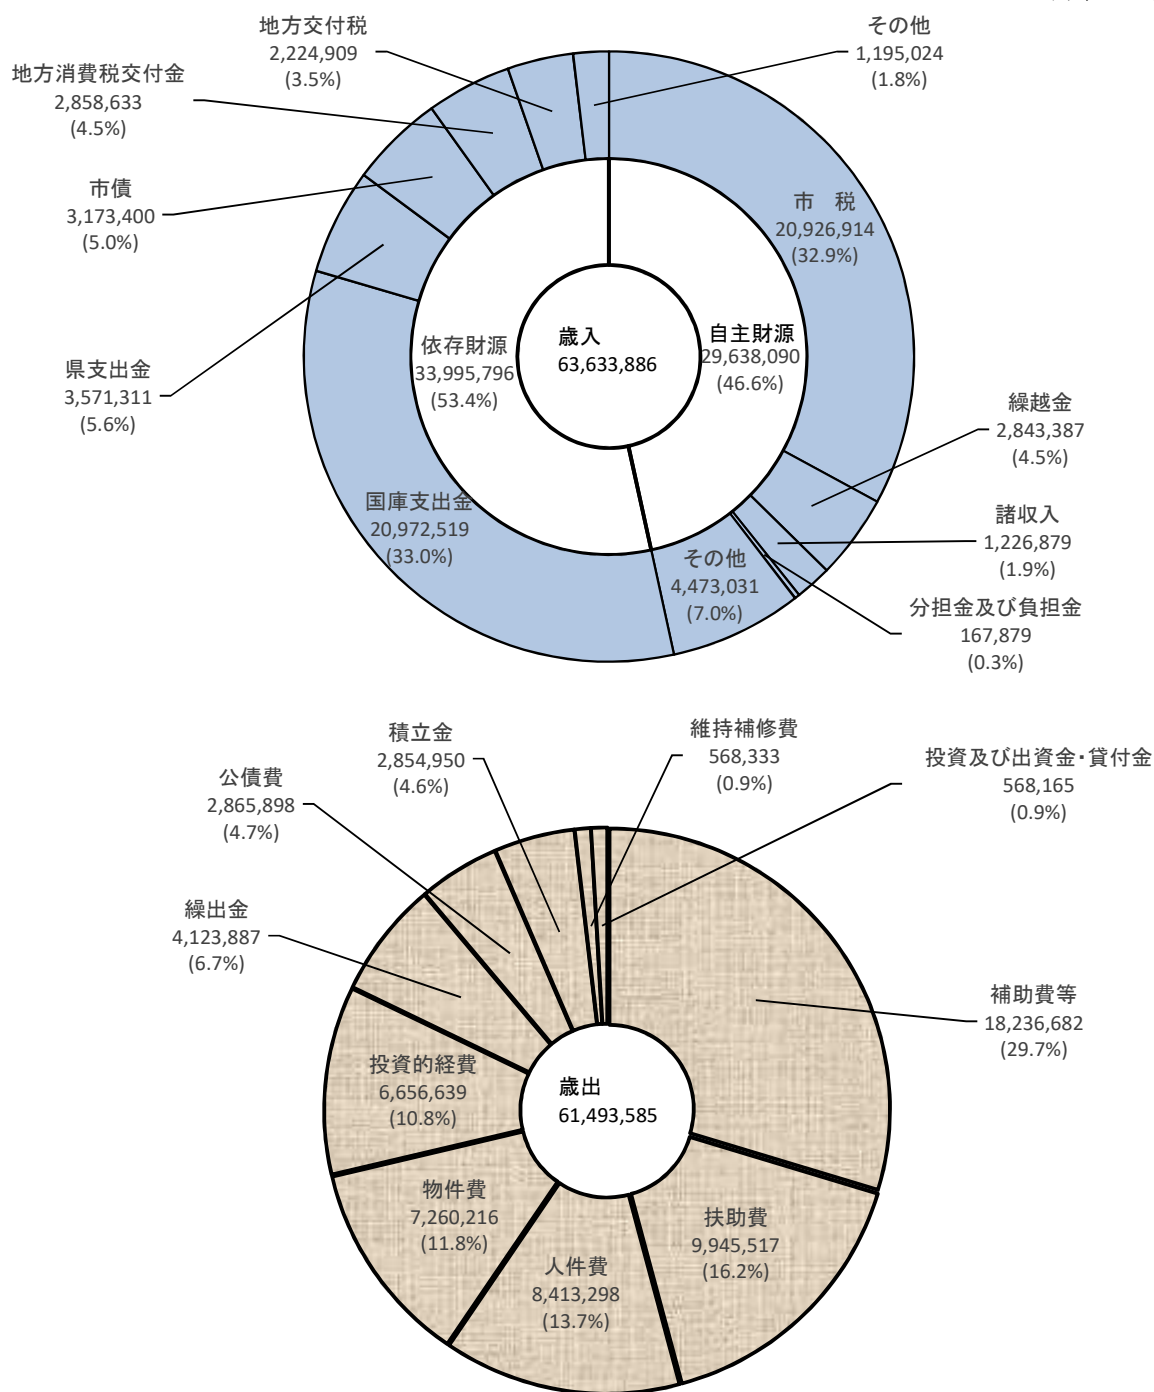 地方交付税
2,224,909
(3.5%)
その他
1,195,024
(1.8%)
地方消費税交付金
2,858,633
(4.5%)
市債
3,173,400
(5.0%)
市　税
20,926,914
(32.9%)
歳入
63,633,886
自主財源
29,638,090
(46.6%)
依存財源
33,995,796
(53.4%)
県支出金
3,571,311
(5.6%)
繰越金
2,843,387
(4.5%)
国庫支出金
20,972,519
(33.0%)
諸収入
1,226,879
(1.9%)
その他
4,473,031
(7.0%)
分担金及び負担金
167,879
(0.3%)
維持補修費
568,333
(0.9%)
積立金
2,854,950
(4.6%)
投資及び出資金・貸付金
568,165
(0.9%)
公債費
2,865,898
(4.7%)
繰出金
4,123,887
(6.7%)
補助費等
18,236,682
(29.7%)
投資的経費
6,656,639
(10.8%)
歳出
61,493,585
物件費
7,260,216
(11.8%)
扶助費
9,945,517
(16.2%)
人件費
8,413,298
(13.7%)